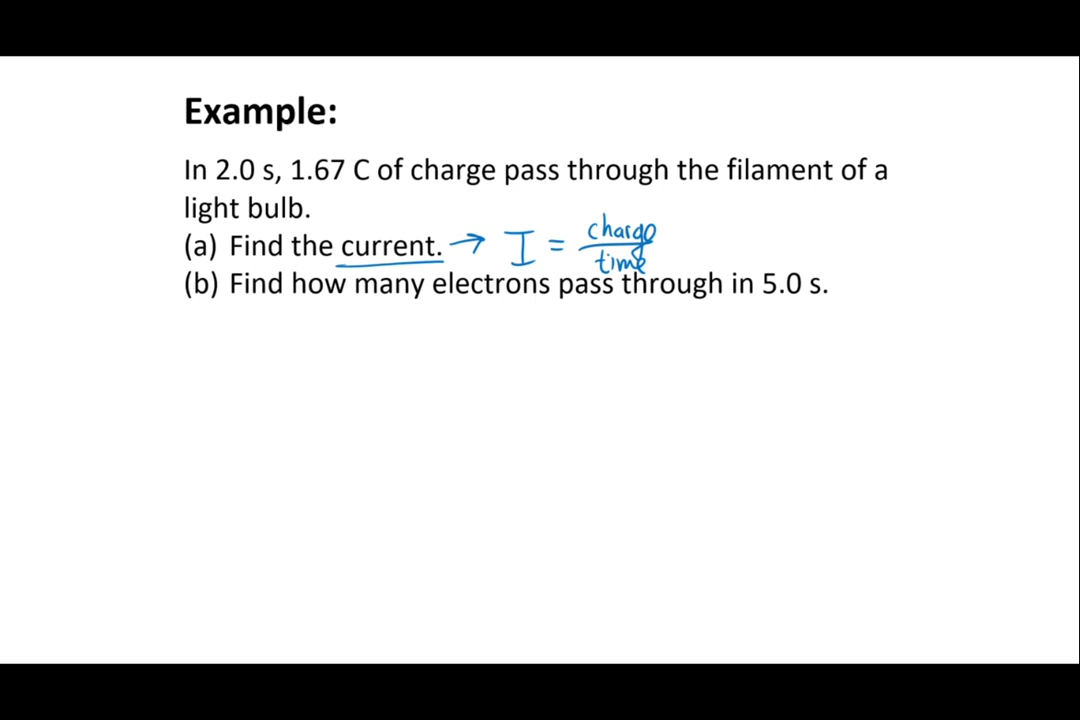 Example:
In 2.0 s, 1.67 C of charge pass through the filament of a
light bulb.
(a) Find the current. → I = charge/time
(b) Find how many electrons pass through in 5.0 s.